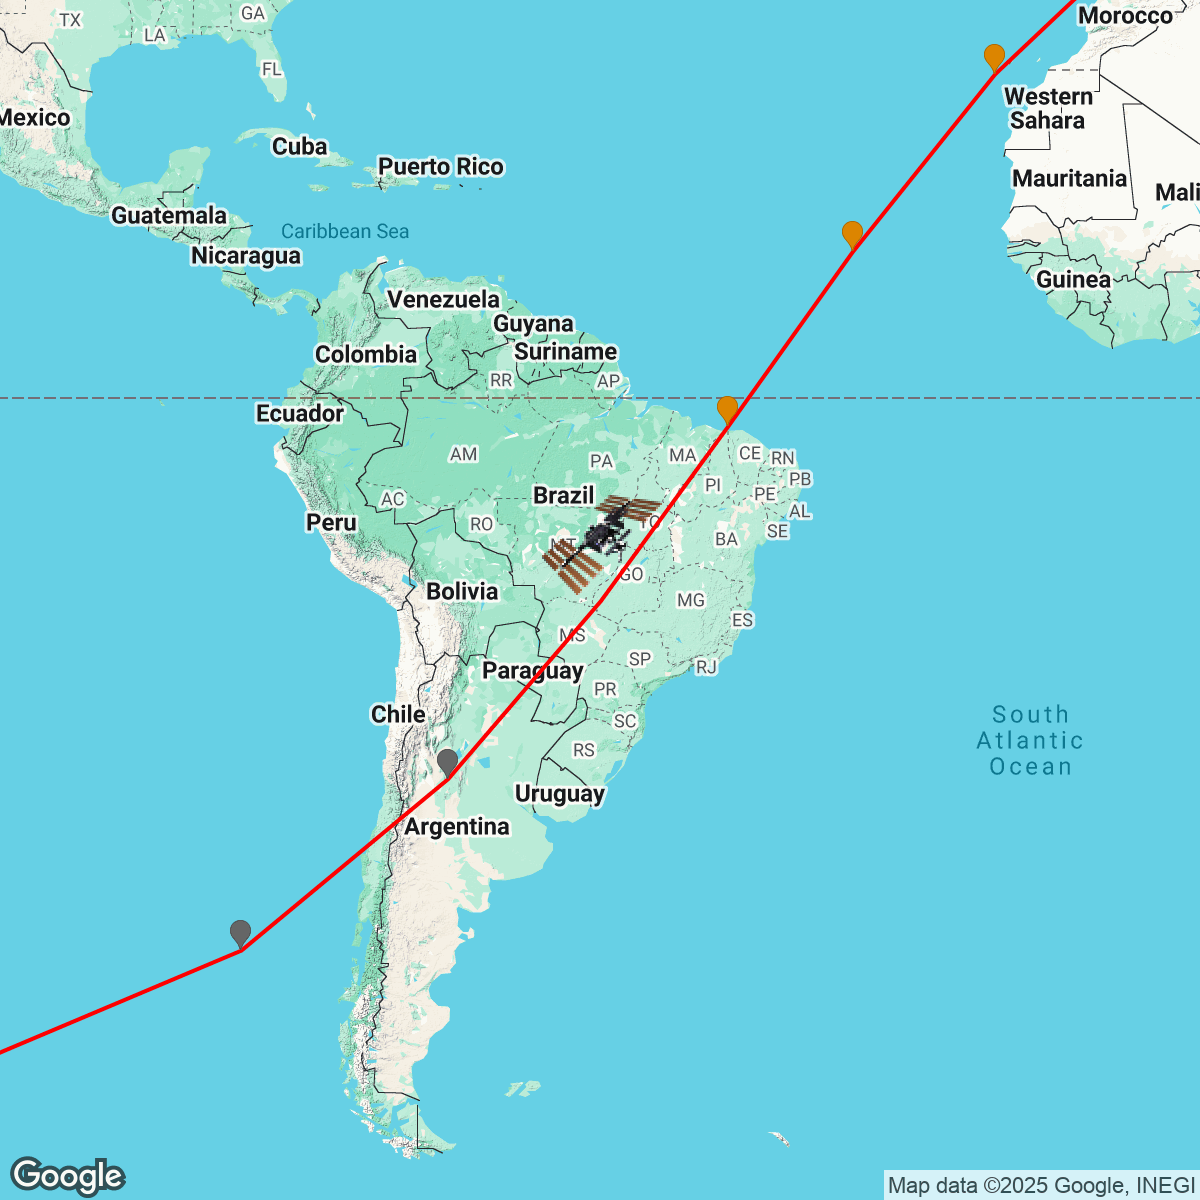 GA
TX
LA
Morocco
FL
Mexico
Western
Sahara
Cuba
Puerto Rico
Mauritania
Mali
Guatemala
Caribbean Sea
Nicaragua
Guinea
Venezuela
Guyana
Suriname
Colombia
RR
AP
Ecuador
AM
PA
MA
CE
RN
PB
PI
PE
AC
Brazil
AL
Peru
RO
TO
SE
BA
MT
GO
Bolivia
MG
ES
MS
SP
RJ
Paraguay
PR
Chile
SC
South
Atlantic
Ocean
RS
Uruguay
Argentina
Google
Map data ©2025 Google, INEGI